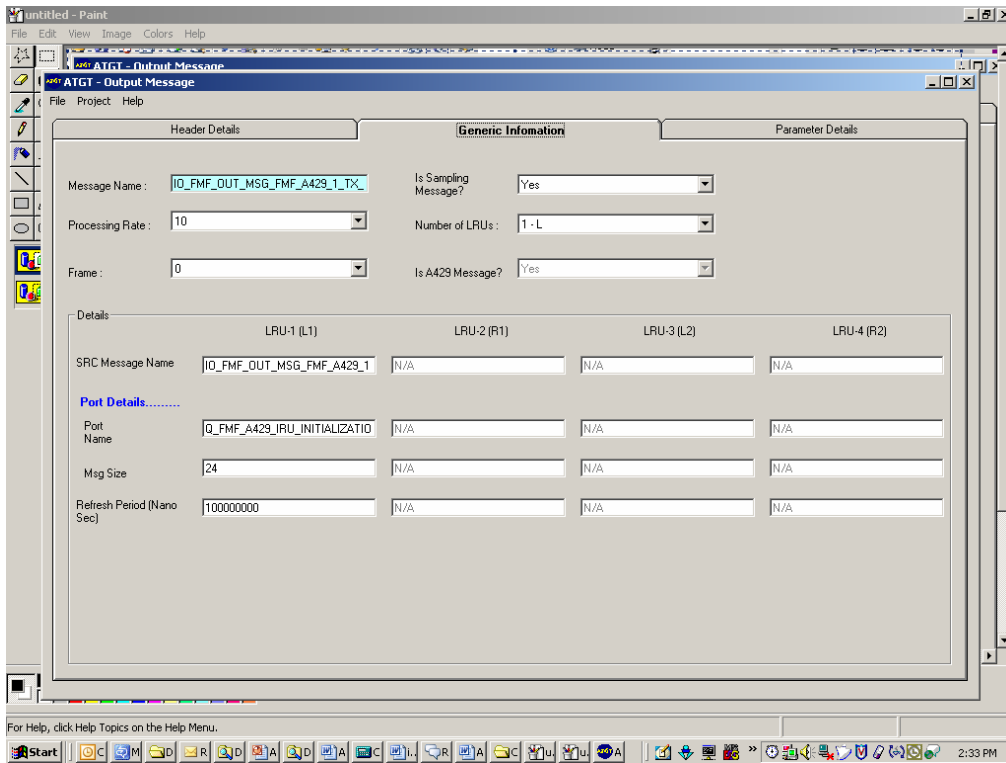 untitled - Paint
File Edit View Image Colors Help
ATGT - Output Message
ATGT - Output Message
File Project Help
Header Details
Generic Infomation
Parameter Details
Message Name :
IO_FMF_OUT_MSG_FMF_A429_1_TX_
Is Sampling Message?
Yes
Processing Rate :
10
Number of LRUs :
1 - L
Frame :
0
Is A429 Message?
Yes
Details
LRU-1 (L1) LRU-2 (R1) LRU-3 (L2) LRU-4 (R2)
SRC Message Name
IO_FMF_OUT_MSG_FMF_A429_1 N/A N/A N/A
Port Details.........
Port
Name
Q_FMF_A429_IRU_INITIALIZATIO N/A N/A N/A
Msg Size
24 N/A N/A N/A
Refresh Period (Nano
Sec)
100000000 N/A N/A N/A
For Help, click Help Topics on the Help Menu.
Start C M D R D A D A C i.. R A C u. u. A » 2:33 PM